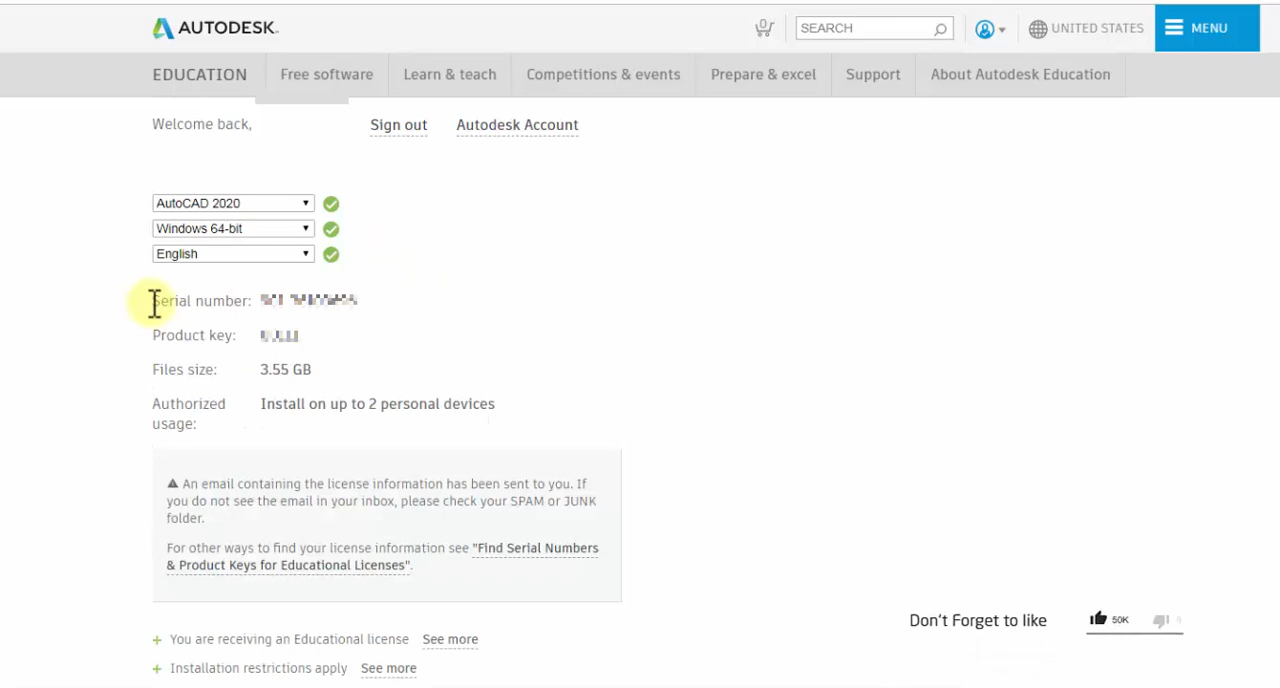 AUTODESK.
0
SEARCH
UNITED STATES
MENU
EDUCATION
Free software
Learn & teach
Competitions & events
Prepare & excel
Support
About Autodesk Education
Welcome back,
Sign out
Autodesk Account
AutoCAD 2020
Windows 64-bit
English
Serial number:
Product key:
Files size: 3.55 GB
Authorized usage: Install on up to 2 personal devices
An email containing the license information has been sent to you. If
you do not see the email in your inbox, please check your SPAM or JUNK
folder.
For other ways to find your license information see "Find Serial Numbers
& Product Keys for Educational Licenses".
Don't Forget to like
50K
+ You are receiving an Educational license See more
+ Installation restrictions apply See more